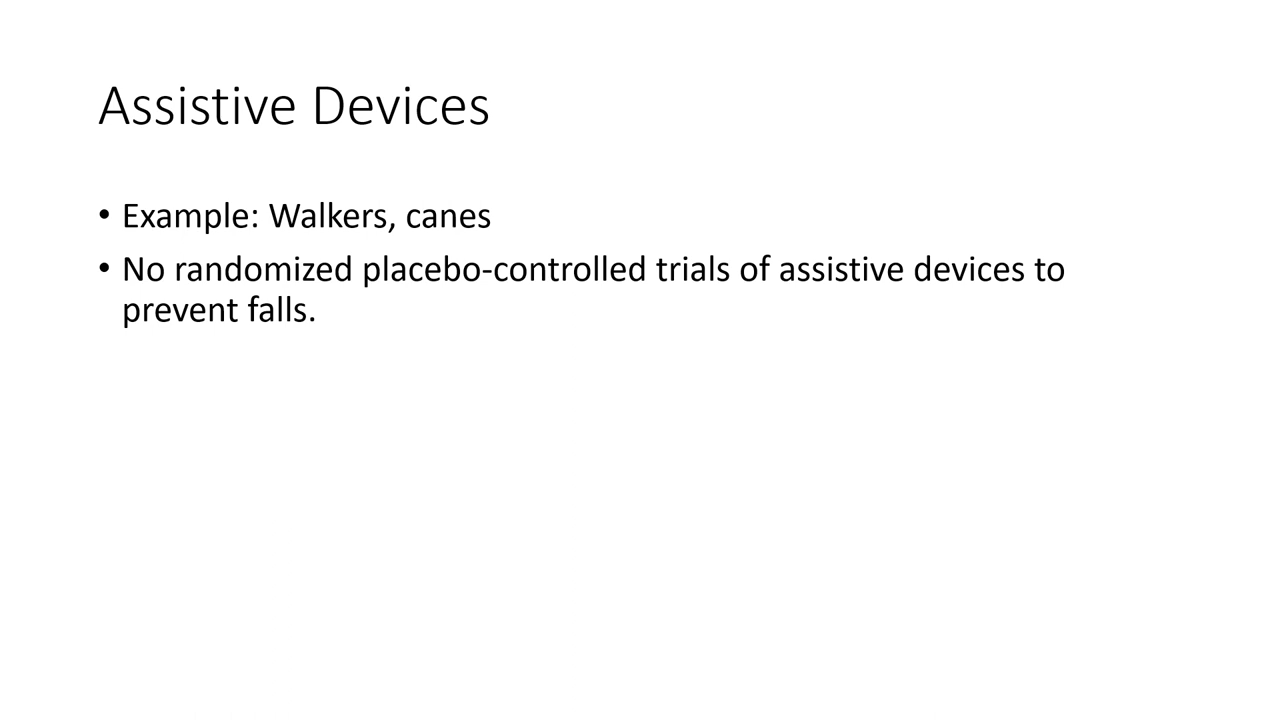 Assistive Devices
• Example: Walkers, canes
• No randomized placebo-controlled trials of assistive devices to
prevent falls.